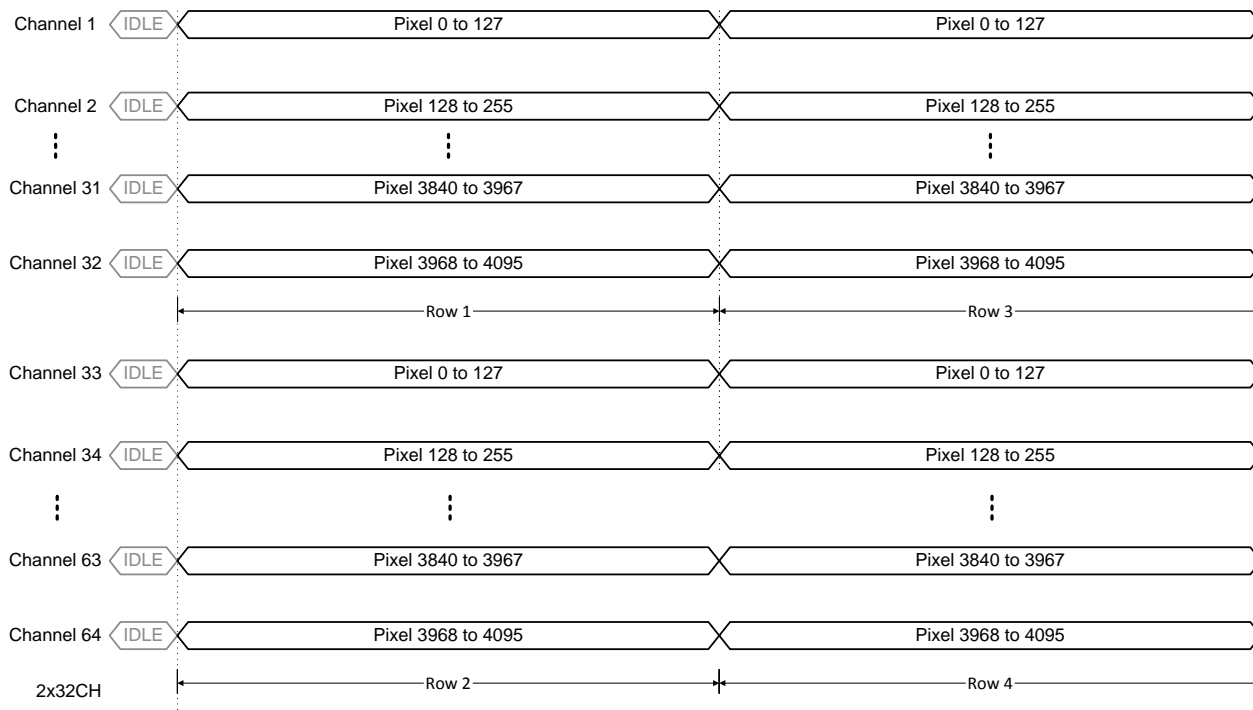 Channel 1 IDLE Pixel 0 to 127 Pixel 0 to 127
Channel 2 IDLE Pixel 128 to 255 Pixel 128 to 255
Channel 31 IDLE Pixel 3840 to 3967 Pixel 3840 to 3967
Channel 32 IDLE Pixel 3968 to 4095 Pixel 3968 to 4095
Row 1 Row 3
Channel 33 IDLE Pixel 0 to 127 Pixel 0 to 127
Channel 34 IDLE Pixel 128 to 255 Pixel 128 to 255
Channel 63 IDLE Pixel 3840 to 3967 Pixel 3840 to 3967
Channel 64 IDLE Pixel 3968 to 4095 Pixel 3968 to 4095
2x32CH Row 2 Row 4